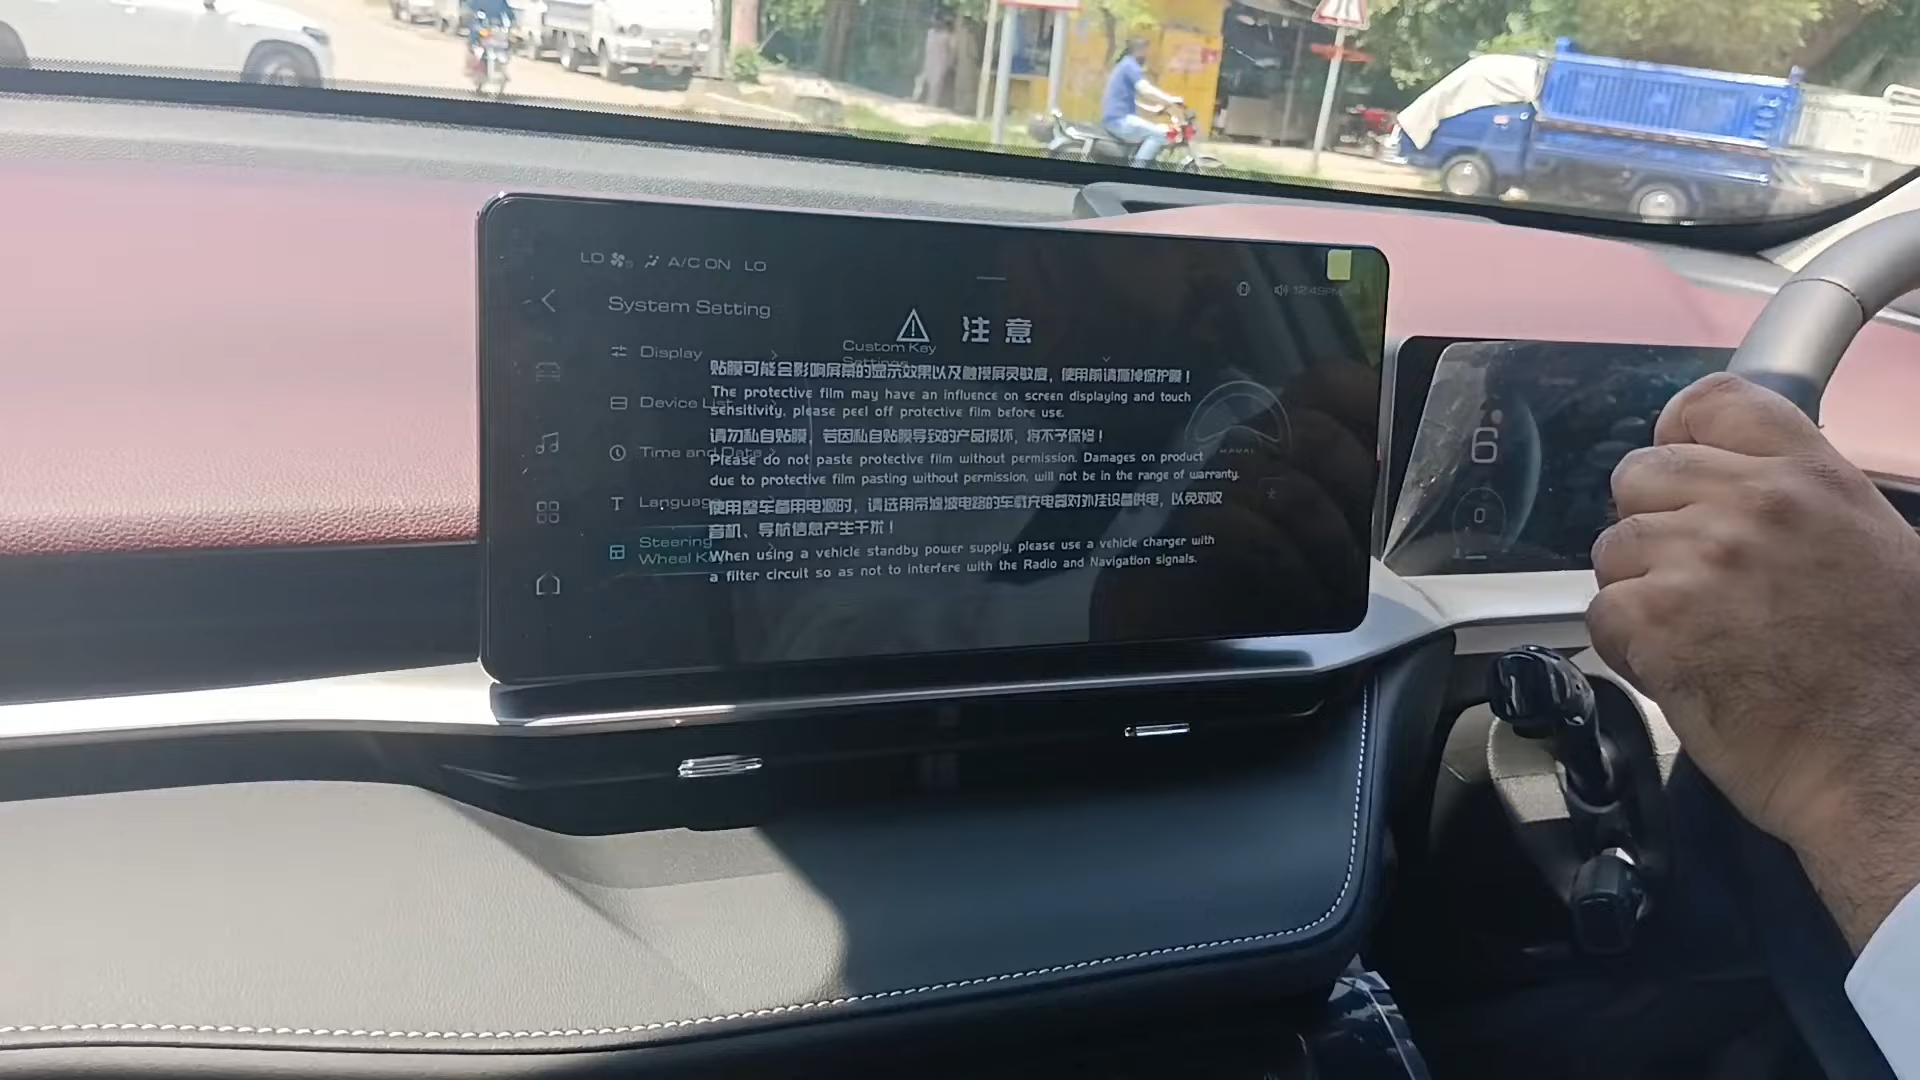 LO A/C ON LO
12:49PM
System Setting
注意
Display
Custom Key
Settings
贴膜可能会影响屏幕的显示效果以及触摸屏灵敏度，使用前请撕掉保护膜！
The protective film may have an influence on screen displaying and touch
sensitivity, please peel off protective film before use.
Device List
请勿私自贴膜，若因私自贴膜导致的产品损坏，将不予保修！
Time and Date
Please do not paste protective film without permission. Damages on product
due to protective film pasting without permission, will not be in the range of warranty.
HAVAL
Language
使用整车备用电源时，请选用带滤波电路的车载充电器对外挂设备供电，以免对收
音机、导航信息产生干扰！
Steering
Wheel K
When using a vehicle standby power supply, please use a vehicle charger with
a filter circuit so as not to interfere with the Radio and Navigation signals.
6
0